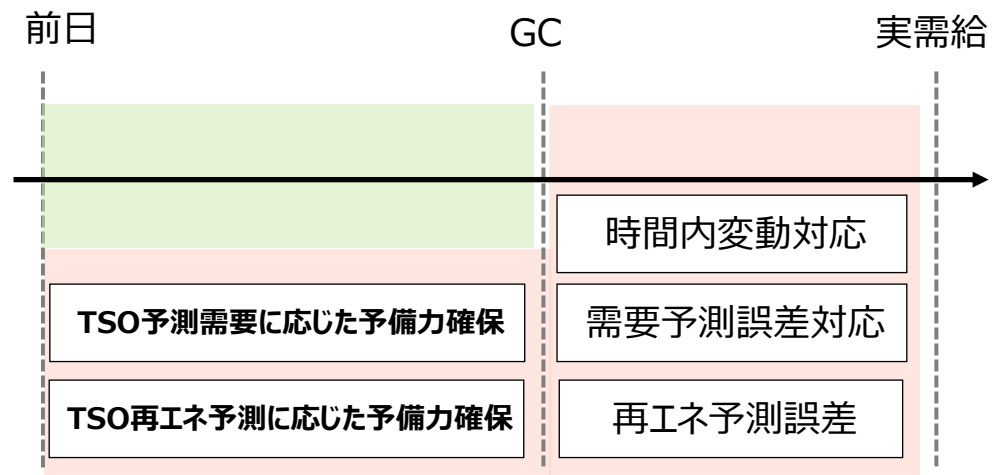 前日
GC
実需給
時間内変動対応
TSO予測需要に応じた予備力確保
需要予測誤差対応
TSO再エネ予測に応じた予備力確保
再エネ予測誤差